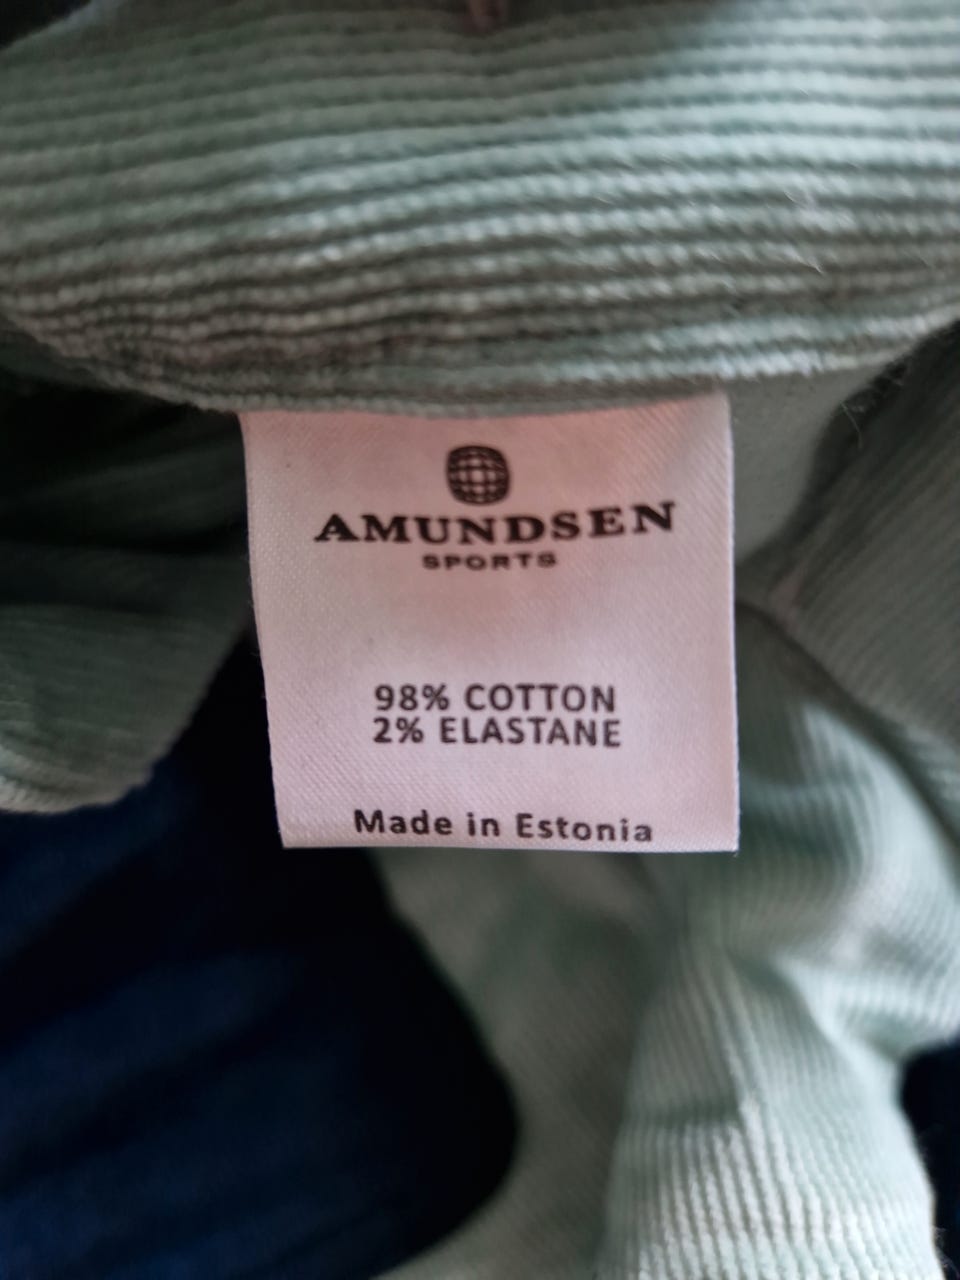 AMUNDSEN
SPORTS
98% COTTON
2% ELASTANE
Made in Estonia